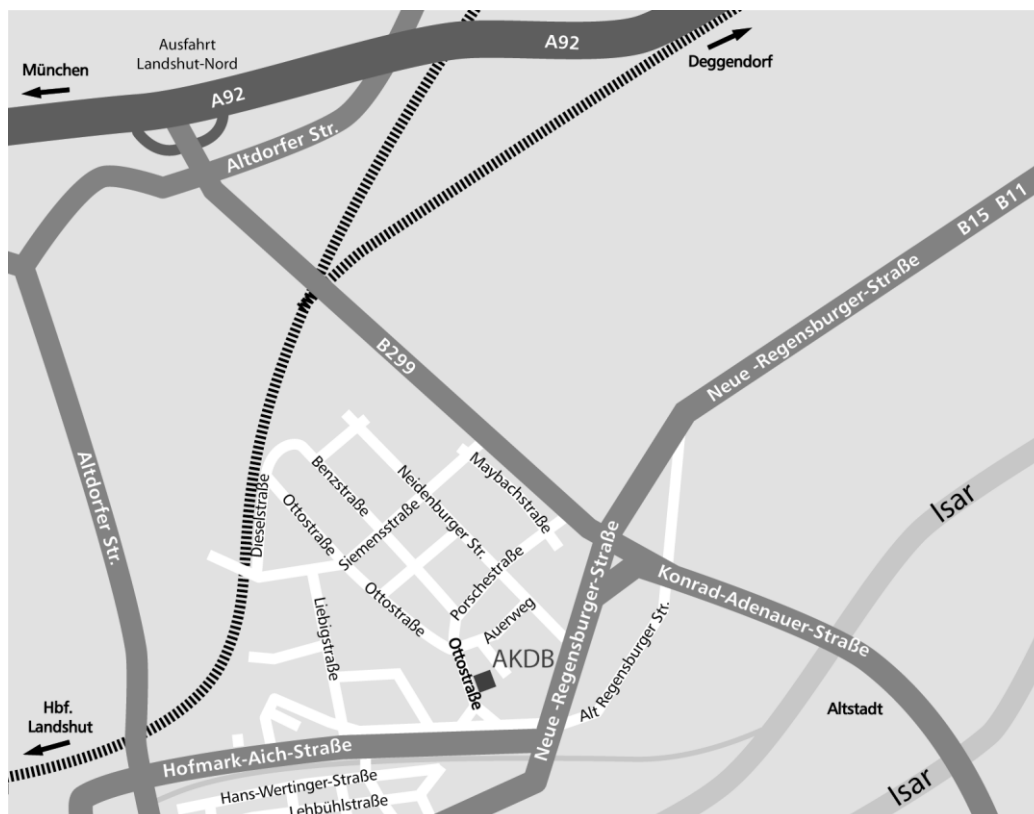 Ausfahrt
Landshut-Nord
A92
München
Deggendorf
A92
Altdorfer Str.
B15 B11
Neue -Regensburger-Straße
B299
Altdorfer Str.
Benzstraße
Neidenburger Str.
Maybachstraße
Dieselstraße
Ottostraße
Siemensstraße
Isar
Neue -Regensburger-Straße
Porschestraße
Ottostraße
Liebigstraße
Auerweg
Konrad-Adenauer-Straße
Ottostraße
AKDB
Alt Regensburger Str.
Hbf.
Landshut
Altstadt
Hofmark-Aich-Straße
Hans-Wertinger-Straße
Lehbühlstraße
Isar